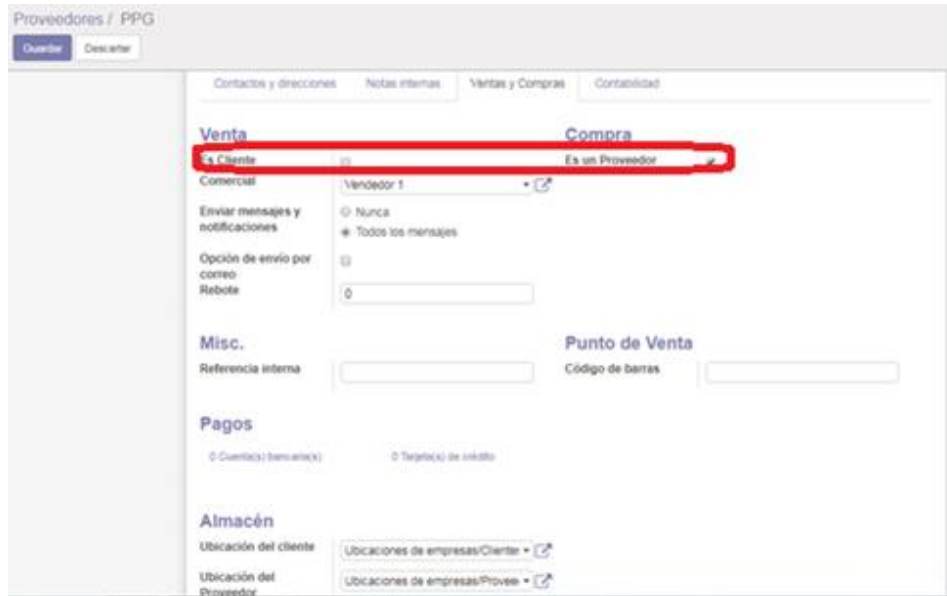 Proveedores / PPG
Guardar Descartar
Contactos y direcciones Notas internas Ventas y Compras Contabilidad
Venta Compra
Es Cliente Es un Proveedor
Comercial Vendedor 1
Enviar mensajes y Nunca
notificaciones Todos los mensajes
Opción de envío por
correo
Rebote 0
Misc. Punto de Venta
Referencia interna Código de barras
Pagos
0 Cuenta(s) bancaria(s) 0 Tarjeta(s) de crédito
Almacén
Ubicación del cliente Ubicaciones de empresas/Cliente
Ubicación del Ubicaciones de empresas/Provee
Proveedor